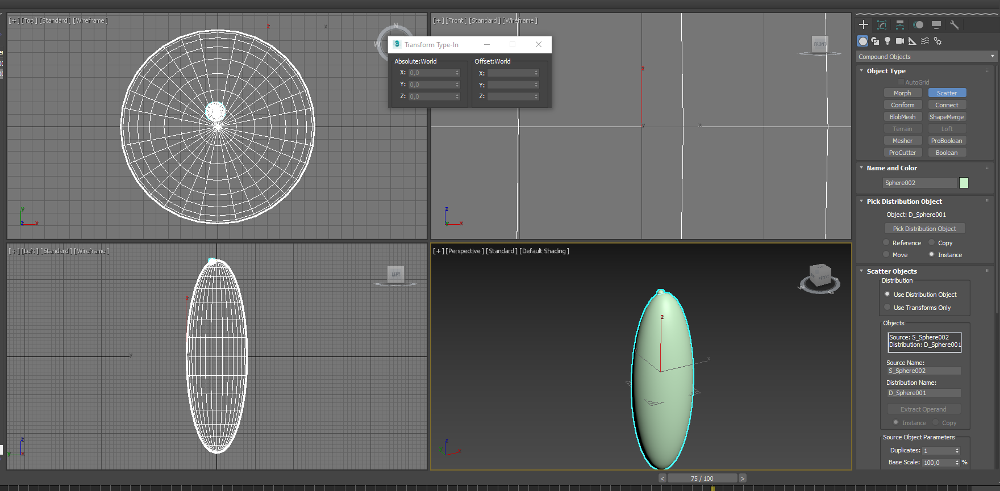 [+] [Top] [Standard] [Wireframe]
z
x
N
W
y
z
x
[+] [Front] [Standard] [Wireframe]
FRONT
z
y
x
z
y
x
3 Transform Type-In
Absolute:World
Offset:World
X: 0,0
X:
Y: 0,0
Y:
Z: 0,0
Z:
[+] [Left] [Standard] [Wireframe]
LEFT
z
y
z
y
x
[+] [Perspective] [Standard] [Default Shading]
FRONT
W
S
z
x
z
y
x
< 75 / 100 >
Compound Objects
Object Type
AutoGrid
Morph Scatter
Conform Connect
BlobMesh ShapeMerge
Terrain Loft
Mesher ProBoolean
ProCutter Boolean
Name and Color
Sphere002
Pick Distribution Object
Object: D_Sphere001
Pick Distribution Object
Reference Copy
Move Instance
Scatter Objects
Distribution
Use Distribution Object
Use Transforms Only
Objects
Source: S_Sphere002
Distribution: D_Sphere001
Source Name:
S_Sphere002
Distribution Name:
D_Sphere001
Extract Operand
Instance Copy
Source Object Parameters
Duplicates: 1
Base Scale: 100,0 %